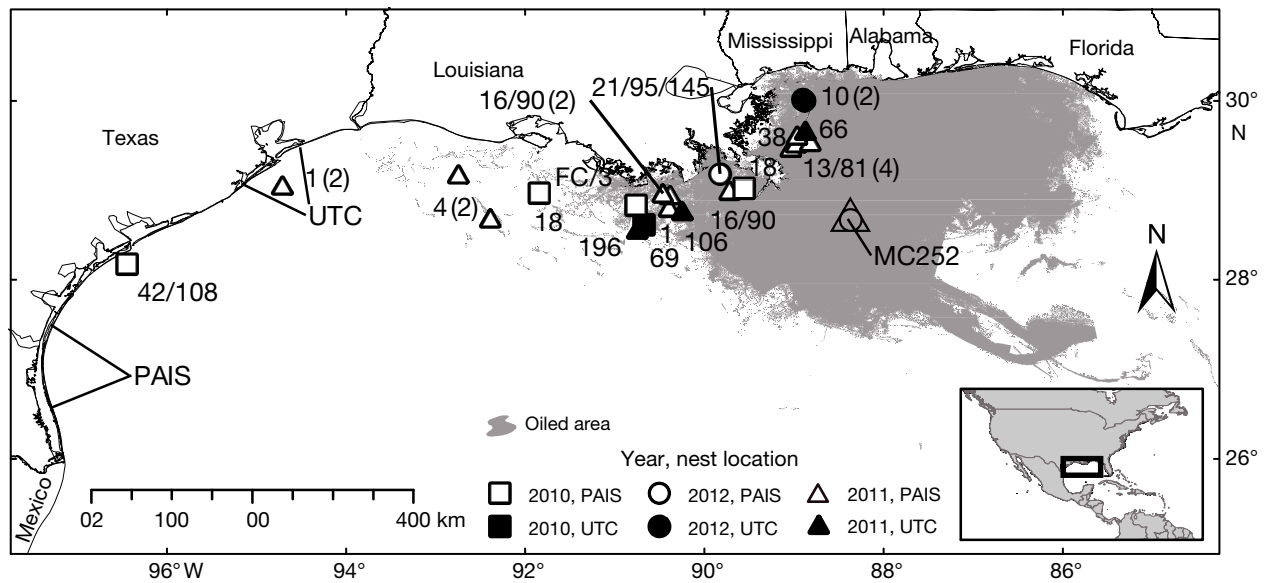 Mississippi
Alabama
Florida
Louisiana
21/95/145
16/90 (2)
10 (2)
30°
N
Texas
38
66
18
13/81 (4)
FC/3
1 (2)
UTC
4 (2)
18
16/90
1
106
196
69
MC252
N
42/108
28°
PAIS
Oiled area
Year, nest location
26°
2010, PAIS
2012, PAIS
2011, PAIS
2010, UTC
2012, UTC
2011, UTC
02 100 00 400 km
Mexico
96°W 94° 92° 90° 88° 86°